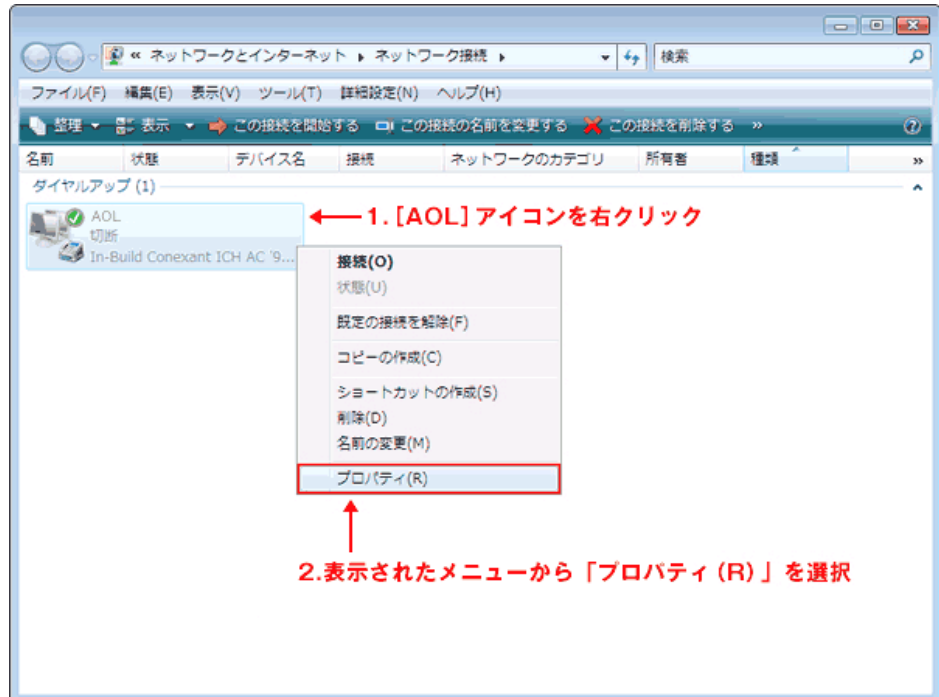 « ネットワークとインターネット ▸ ネットワーク接続 ▸ 検索
ファイル(F) 編集(E) 表示(V) ツール(T) 詳細設定(N) ヘルプ(H)
整理 表示 この接続を開始する この接続の名前を変更する この接続を削除する »
名前 状態 デバイス名 接続 ネットワークのカテゴリ 所有者 種類 »
ダイヤルアップ (1)
AOL
切断
In-Build Conexant ICH AC '9...
1.[AOL]アイコンを右クリック
接続(O)
状態(U)
既定の接続を解除(F)
コピーの作成(C)
ショートカットの作成(S)
削除(D)
名前の変更(M)
プロパティ(R)
2.表示されたメニューから「プロパティ(R)」を選択